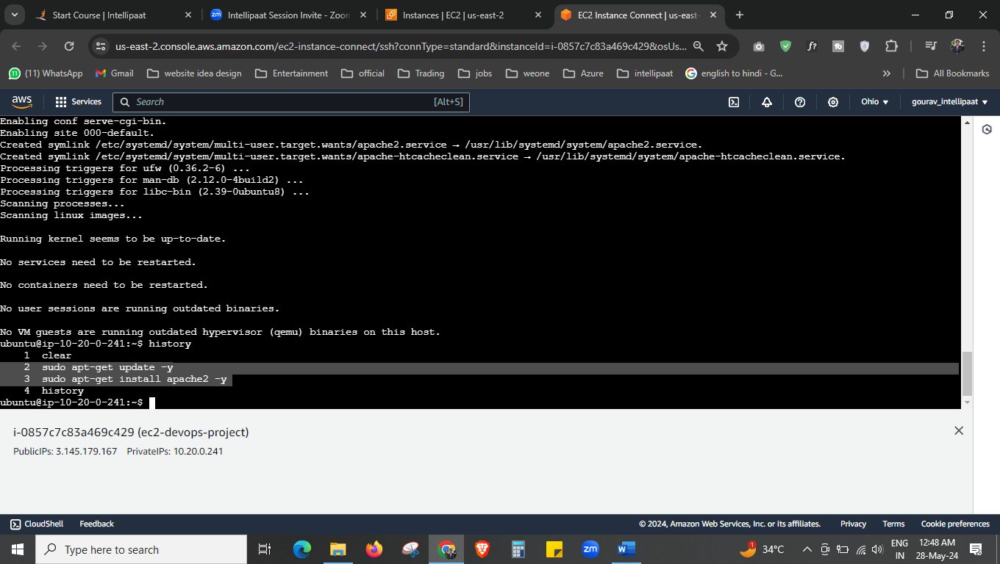 Start Course | Intellipaat
Intellipaat Session Invite - Zoon
Instances | EC2 | us-east-2
EC2 Instance Connect | us-east-
us-east-2.console.aws.amazon.com/ec2-instance-connect/ssh?connType=standard&instanceId=i-0857c7c83a469c429&osUs...
(11) WhatsApp
Gmail
website idea design
Entertainment
official
Trading
jobs
weone
Azure
intellipaat
english to hindi - G...
»
All Bookmarks
aws
Services
Search
[Alt+S]
Ohio
gourav_intellipaat
Enabling conf serve-cgi-bin.
Enabling site 000-default.
Created symlink /etc/systemd/system/multi-user.target.wants/apache2.service → /usr/lib/systemd/system/apache2.service.
Created symlink /etc/systemd/system/multi-user.target.wants/apache-htcacheclean.service → /usr/lib/systemd/system/apache-htcacheclean.service.
Processing triggers for ufw (0.36.2-6) ...
Processing triggers for man-db (2.12.0-4build2) ...
Processing triggers for libc-bin (2.39-0ubuntu8) ...
Scanning processes...
Scanning linux images...
Running kernel seems to be up-to-date.
No services need to be restarted.
No containers need to be restarted.
No user sessions are running outdated binaries.
No VM guests are running outdated hypervisor (qemu) binaries on this host.
ubuntu@ip-10-20-0-241:~$ history
1 clear
2 sudo apt-get update -y
3 sudo apt-get install apache2 -y
4 history
ubuntu@ip-10-20-0-241:~$
i-0857c7c83a469c429 (ec2-devops-project)
PublicIPs: 3.145.179.167 PrivateIPs: 10.20.0.241
CloudShell
Feedback
© 2024, Amazon Web Services, Inc. or its affiliates.
Privacy
Terms
Cookie preferences
Type here to search
34°C
ENG
IN
12:48 AM
28-May-24